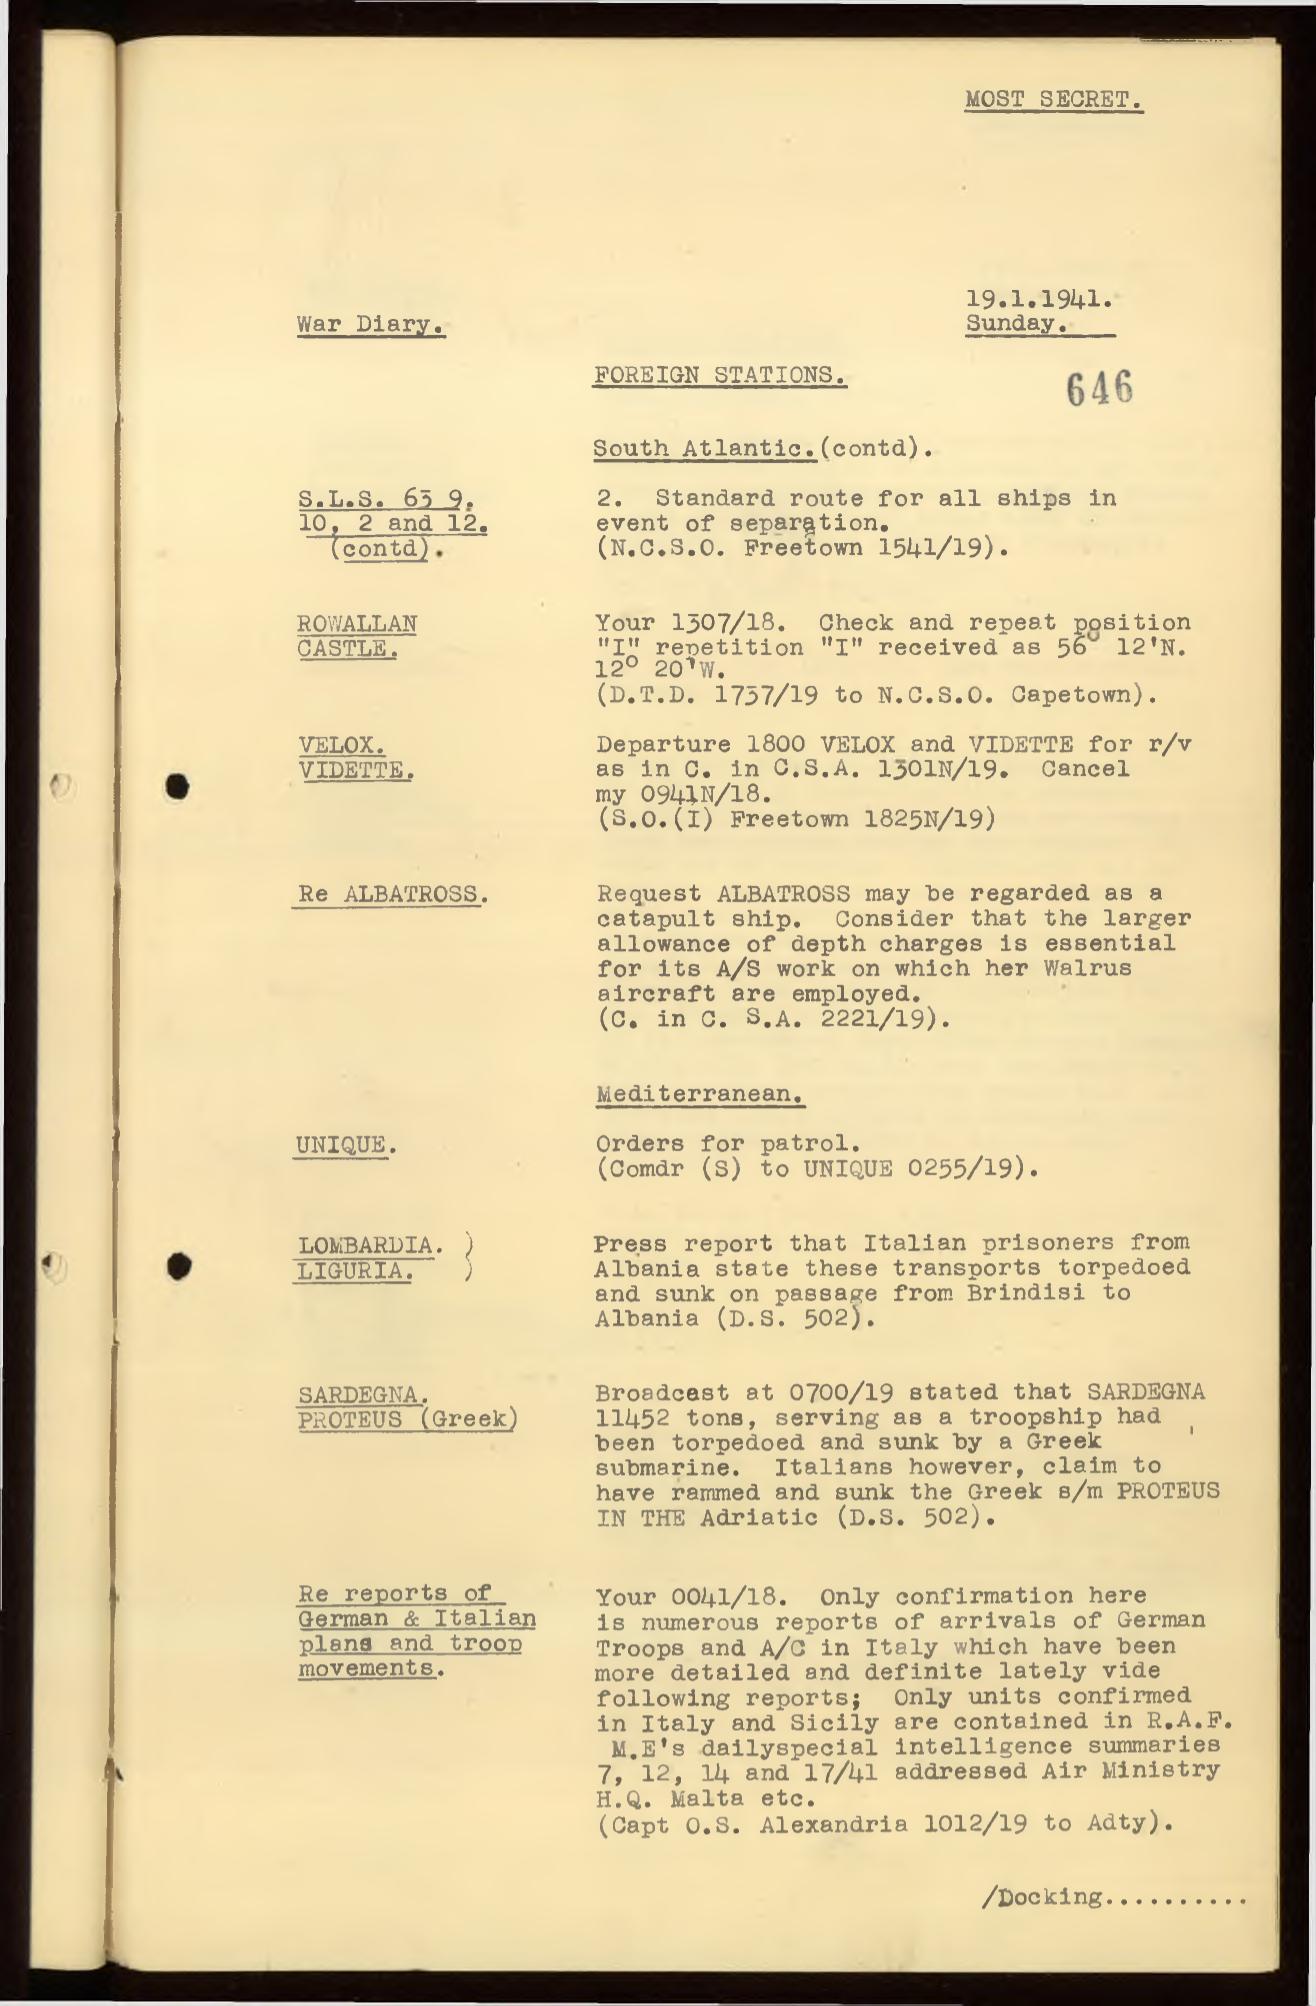 MOST SECRET.
19.1.1941.
War Diary.
Sunday.
FOREIGN STATIONS.
646
South Atlantic.(contd).
S.L.S. 63 9.
10, 2 and 12.
(contd).
2. Standard route for all ships in
event of separation.
(N.C.S.O. Freetown 1541/19).
ROWALLAN
CASTLE.
Your 1307/18. Check and repeat position
"I" repetition "I" received as 56° 12'N.
12° 20'W.
(D.T.D. 1737/19 to N.C.S.O. Capetown).
VELOX.
VIDETTE.
Departure 1800 VELOX and VIDETTE for r/v
as in C. in C.S.A. 1301N/19. Cancel
my 0941N/18.
(S.O.(I) Freetown 1825N/19)
Re ALBATROSS.
Request ALBATROSS may be regarded as a
catapult ship. Consider that the larger
allowance of depth charges is essential
for its A/S work on which her Walrus
aircraft are employed.
(C. in C. S.A. 2221/19).
Mediterranean.
UNIQUE.
Orders for patrol.
(Comdr (S) to UNIQUE 0255/19).
LOMBARDIA. )
LIGURIA. )
Press report that Italian prisoners from
Albania state these transports torpedoed
and sunk on passage from Brindisi to
Albania (D.S. 502).
SARDEGNA.
PROTEUS (Greek)
Broadcast at 0700/19 stated that SARDEGNA
11452 tons, serving as a troopship had
been torpedoed and sunk by a Greek
submarine. Italians however, claim to
have rammed and sunk the Greek s/m PROTEUS
IN THE Adriatic (D.S. 502).
Re reports of
German & Italian
plans and troop
movements.
Your 0041/18. Only confirmation here
is numerous reports of arrivals of German
Troops and A/C in Italy which have been
more detailed and definite lately vide
following reports; Only units confirmed
in Italy and Sicily are contained in R.A.F.
M.E's dailyspecial intelligence summaries
7, 12, 14 and 17/41 addressed Air Ministry
H.Q. Malta etc.
(Capt O.S. Alexandria 1012/19 to Adty).
/Docking..........